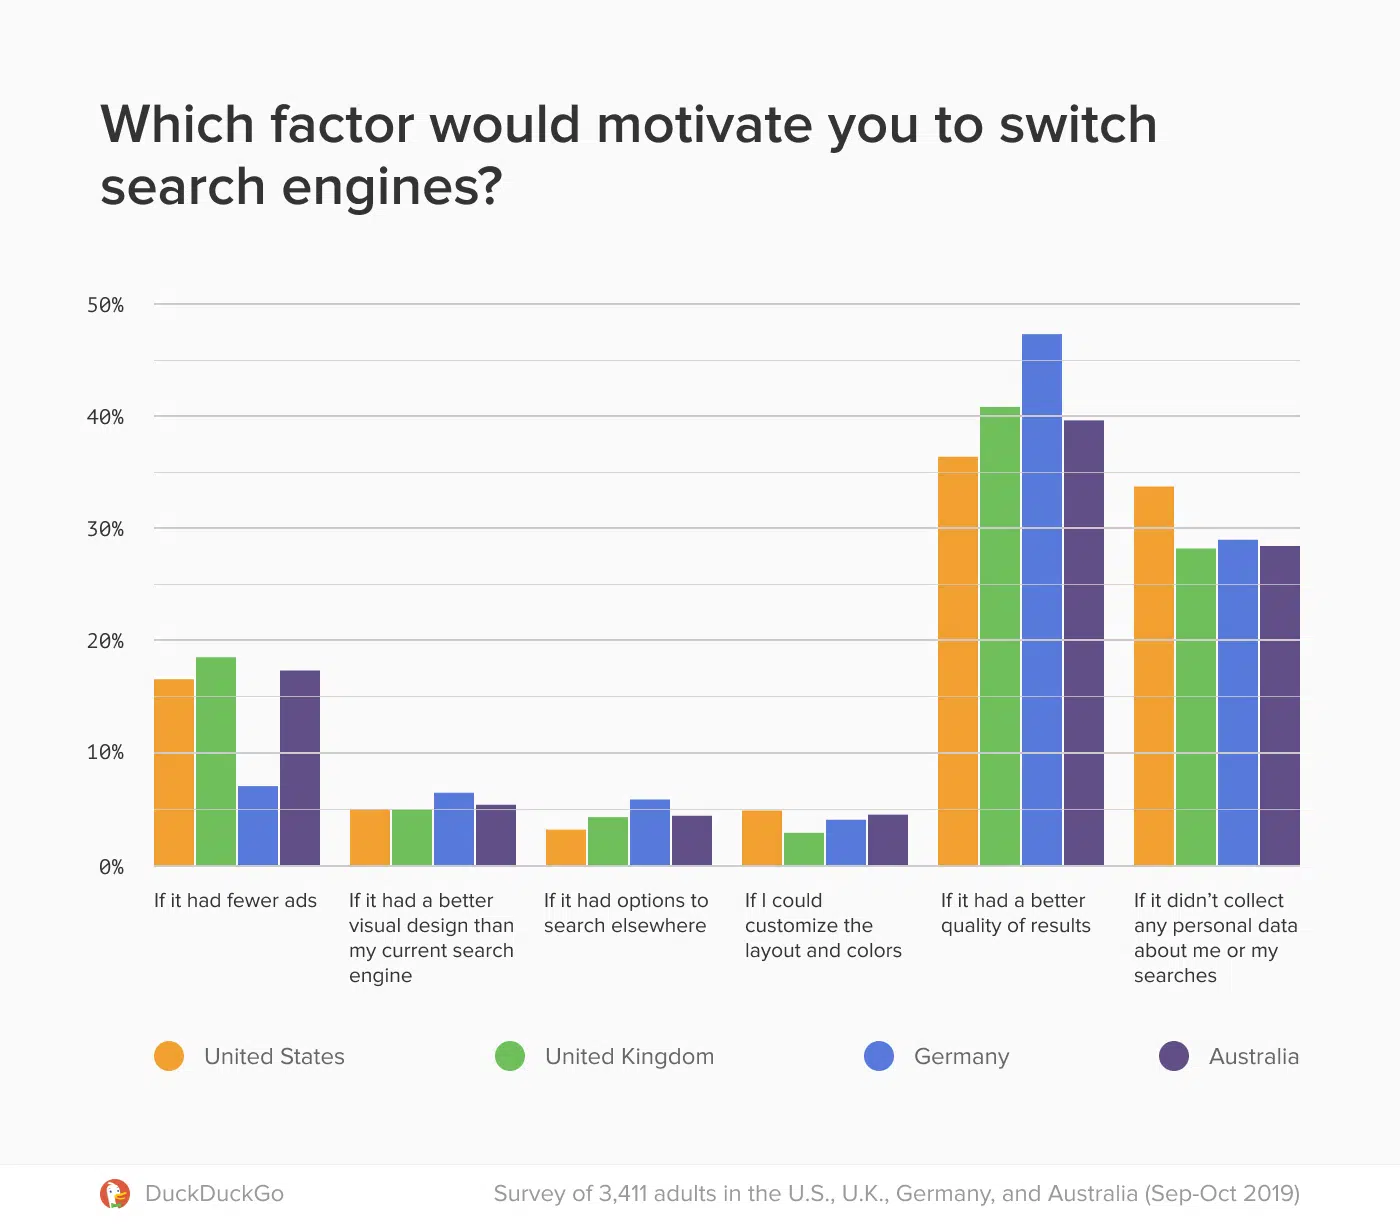 Which factor would motivate you to switch
search engines?
50%
40%
30%
20%
10%
0%
If it had fewer ads
If it had a better
visual design than
my current search
engine
If it had options to
search elsewhere
If I could
customize the
layout and colors
If it had a better
quality of results
If it didn’t collect
any personal data
about me or my
searches
United States
United Kingdom
Germany
Australia
DuckDuckGo
Survey of 3,411 adults in the U.S., U.K., Germany, and Australia (Sep-Oct 2019)